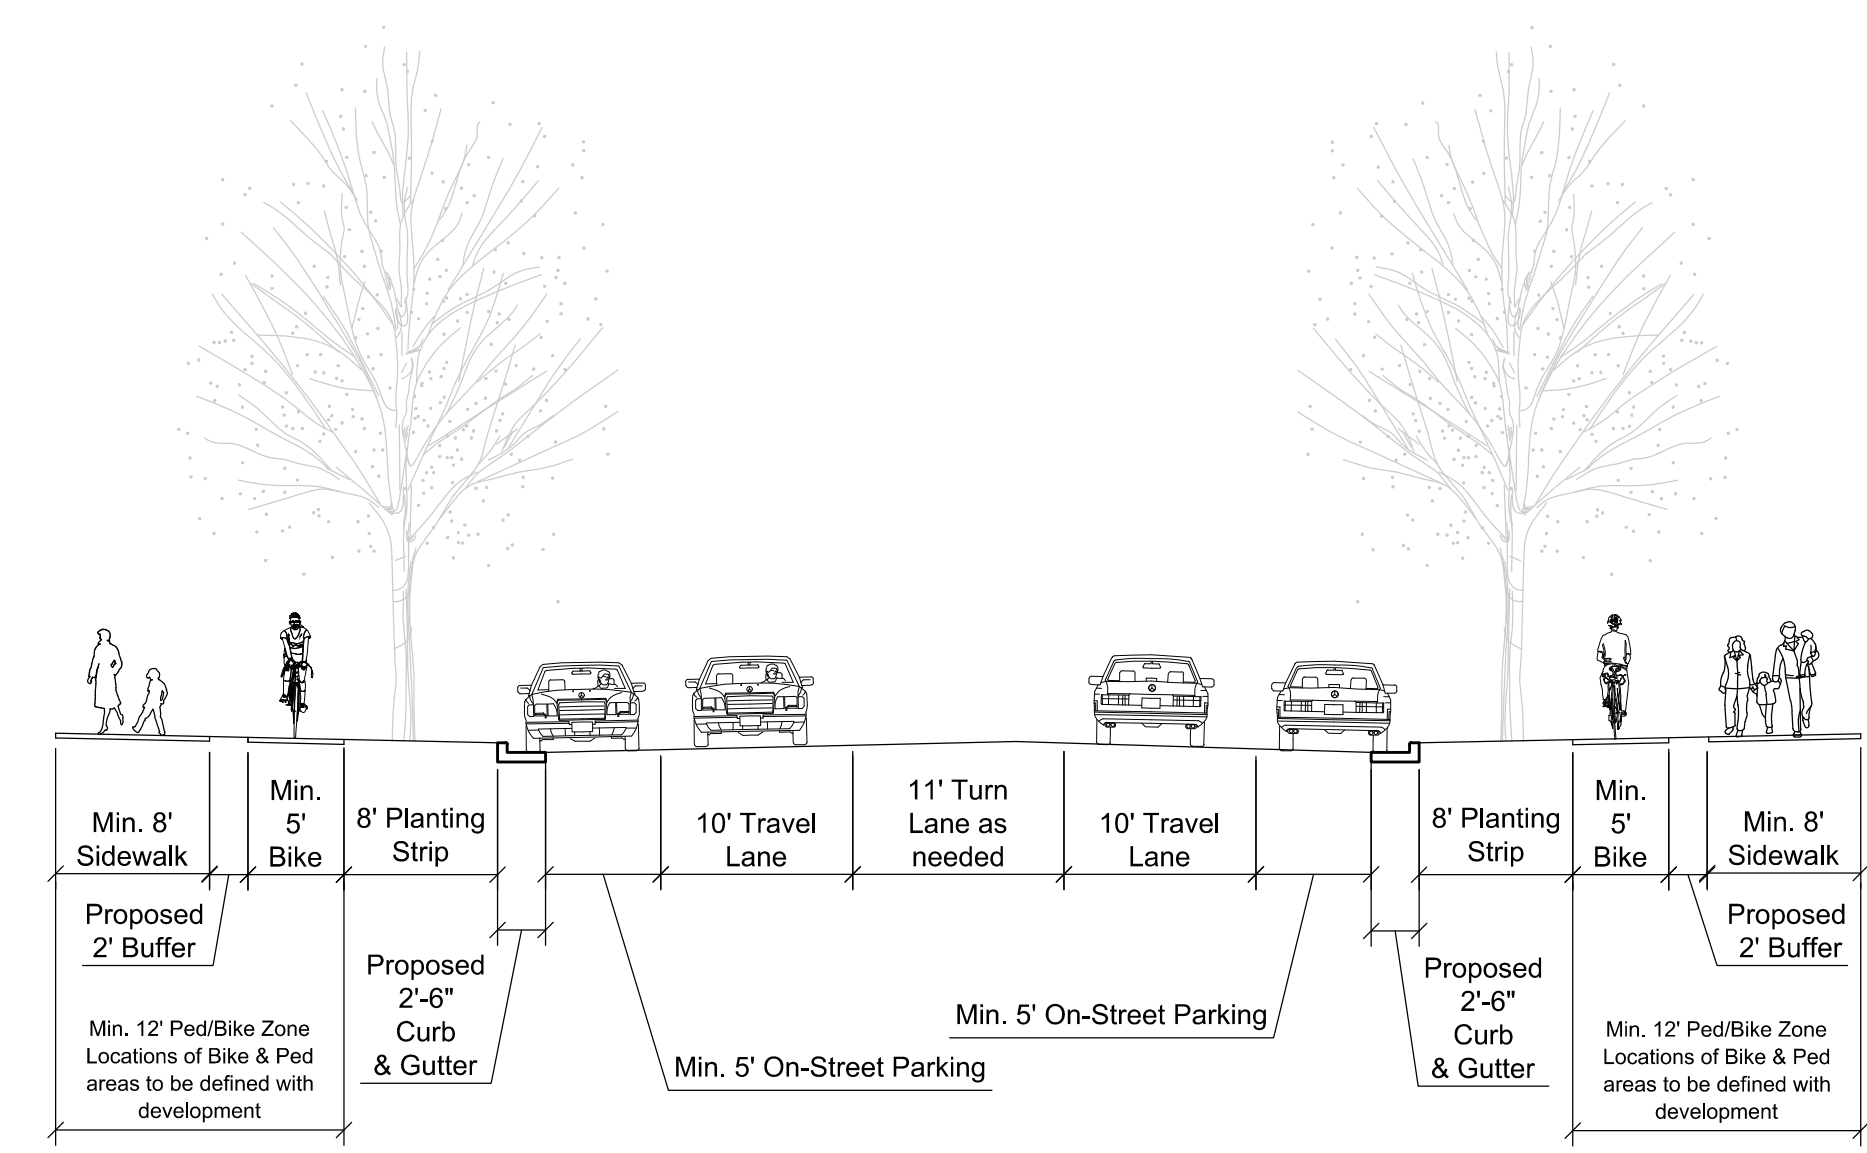 Min. 8'
Sidewalk
Min.
5'
Bike
8' Planting
Strip
10' Travel
Lane
11' Turn
Lane as
needed
10' Travel
Lane
8' Planting
Strip
Min.
5'
Bike
Min. 8'
Sidewalk
Proposed
2' Buffer
Proposed
2'-6"
Curb
& Gutter
Min. 5' On-Street Parking
Min. 5' On-Street Parking
Proposed
2'-6"
Curb
& Gutter
Proposed
2' Buffer
Min. 12' Ped/Bike Zone
Locations of Bike & Ped
areas to be defined with
development
Min. 12' Ped/Bike Zone
Locations of Bike & Ped
areas to be defined with
development